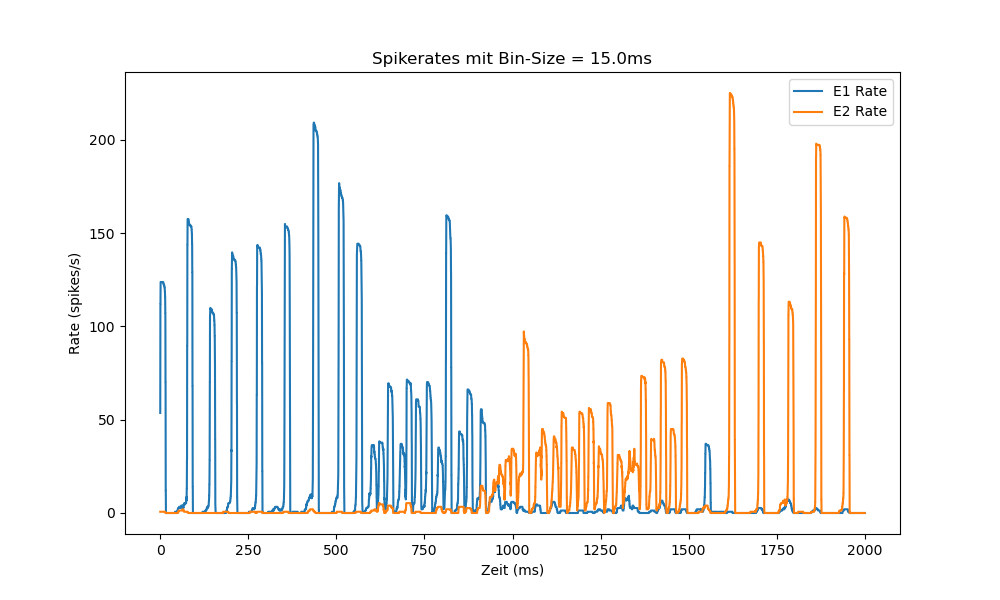 Spikerates mit Bin-Size = 15.0ms
E1 Rate
E2 Rate
Rate (spikes/s)
200
150
100
50
0
0 250 500 750 1000 1250 1500 1750 2000
Zeit (ms)